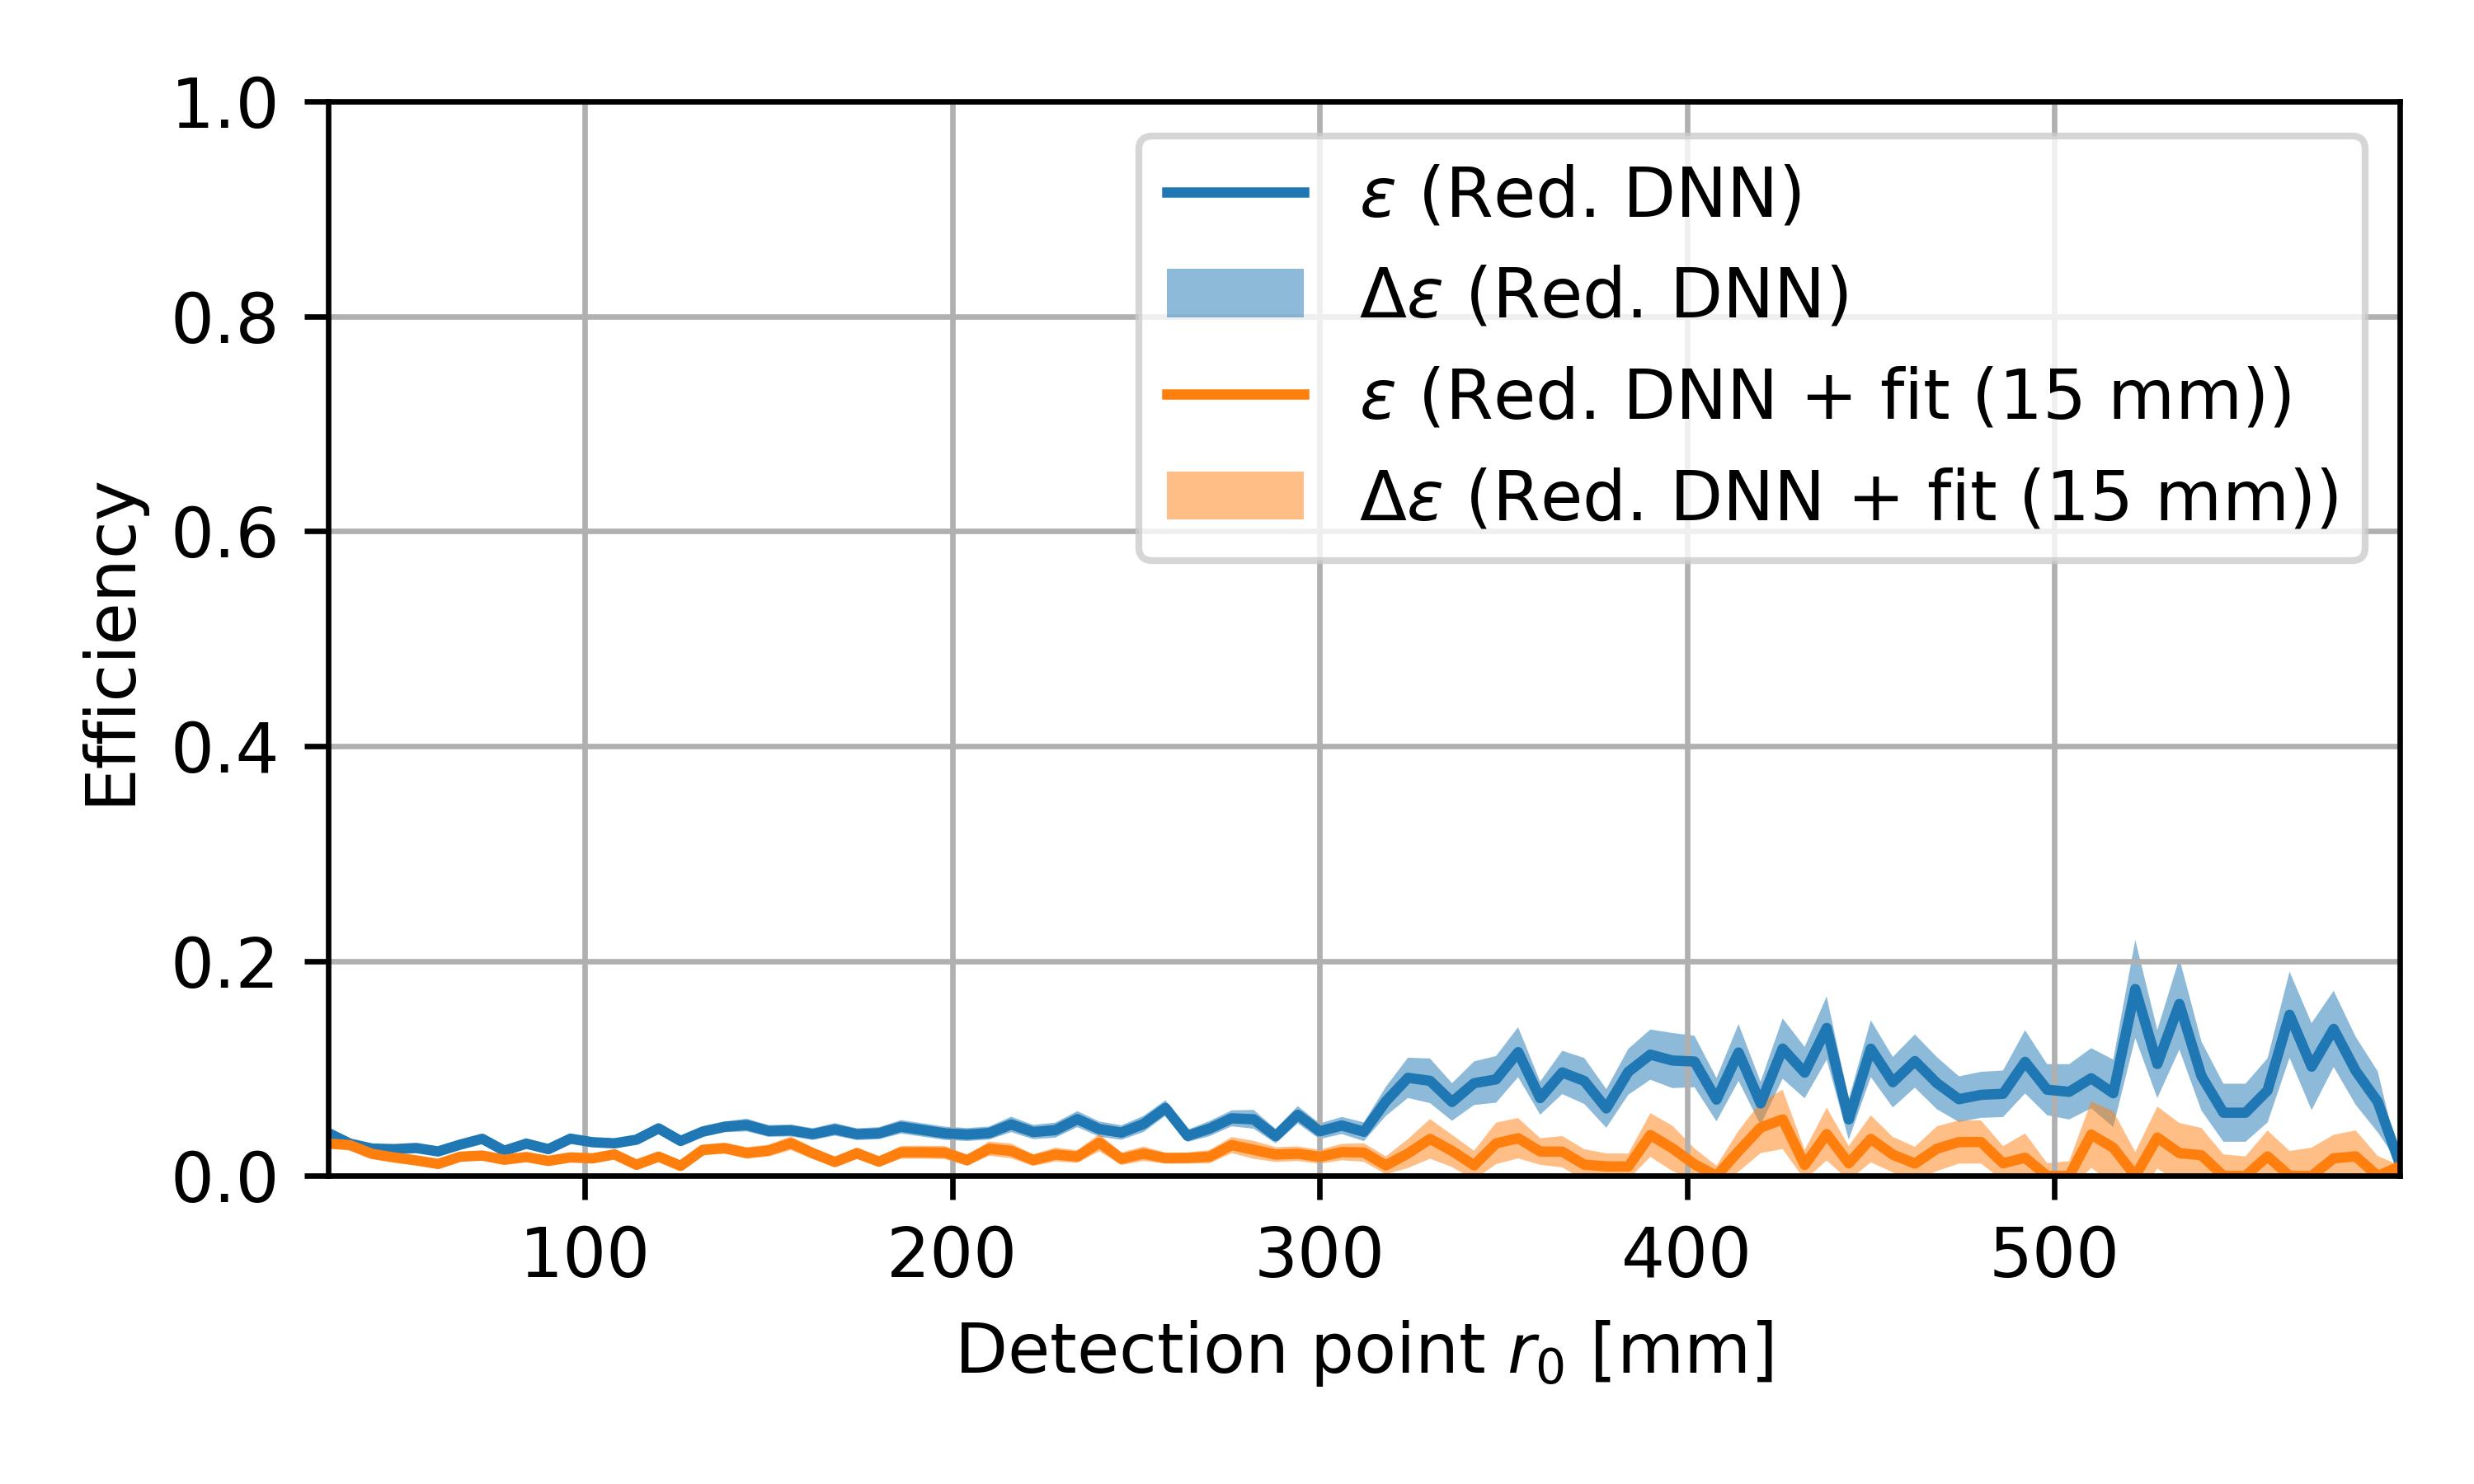 1.0
0.8
0.6
0.4
0.2
0.0
Efficiency
ε (Red. DNN)
Δε (Red. DNN)
ε (Red. DNN + fit (15 mm))
Δε (Red. DNN + fit (15 mm))
100 200 300 400 500
Detection point r₀ [mm]